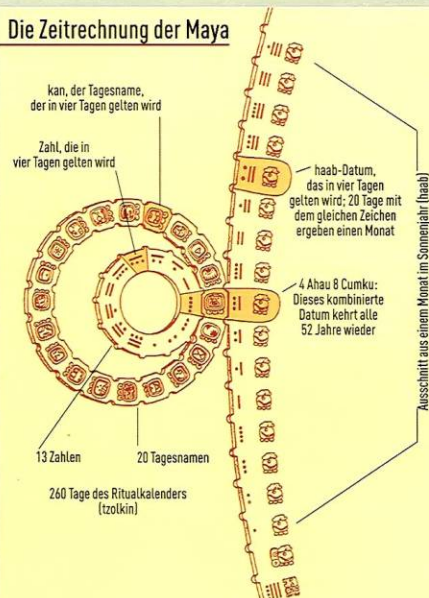 Die Zeitrechnung der Maya
kan, der Tagesname,
der in vier Tagen gelten wird
Zahl, die in
vier Tagen gelten wird
haab-Datum,
das in vier Tagen
gelten wird; 20 Tage mit
dem gleichen Zeichen
ergeben einen Monat
4 Ahau 8 Cumku:
Dieses kombinierte
Datum kehrt alle
52 Jahre wieder
Ausschnitt aus einem Monat im Sonnenjahr (haab)
13 Zahlen
20 Tagesnamen
260 Tage des Ritualkalenders
(tzolkin)